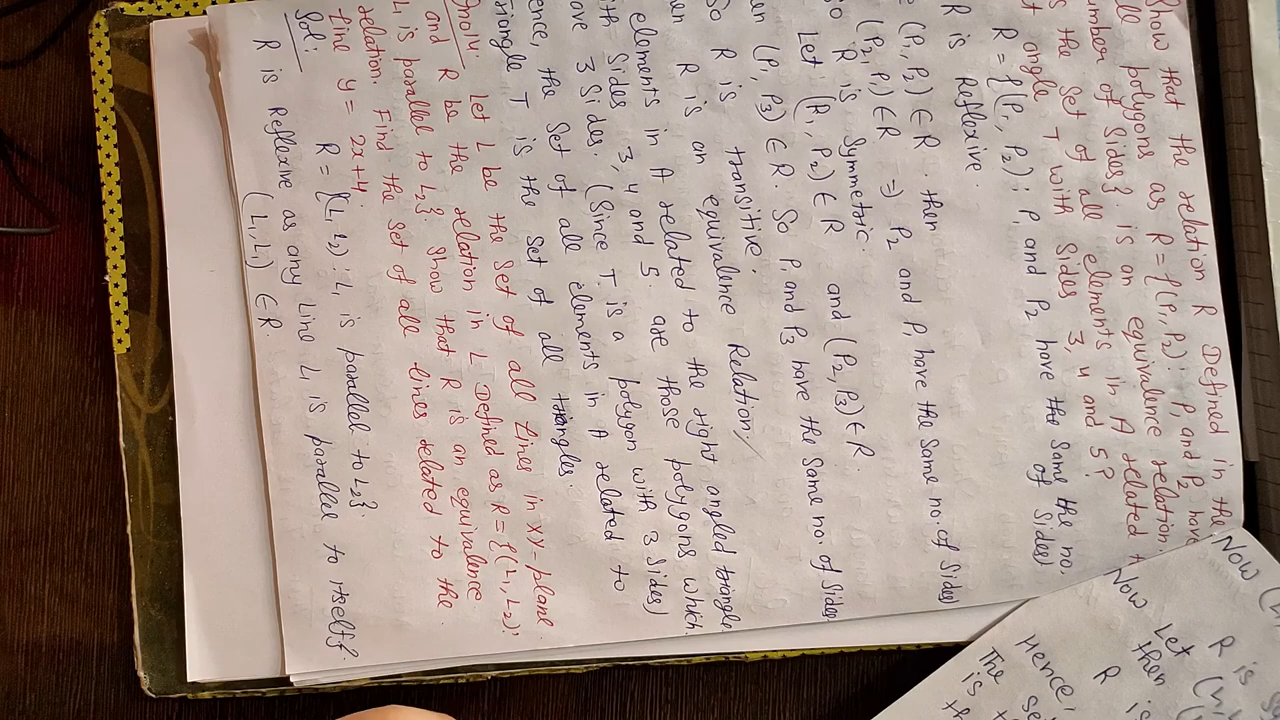 Show that the relation R Defined in the
all polygons as R = {(P₁, P₂) : P₁ and P₂ have
number of sides} is an equivalence relation.
is the set of all elements in A related t
t angle T with sides 3, 4 and 5?
R = {(P₁, P₂) : P₁ and P₂ have the same the no.
of sides)
R is Reflexive.
(P₁, P₂) ∈ R. then
(P₂, P₁) ∈ R ⇒ P₂ and P₁ have the same no. of sides)
so R is symmetric.
Let (P₁, P₂) ∈ R and (P₂, P₃) ∈ R.
en (P₁, P₃) ∈ R. So P₁ and P₃ have the same no. of sides
So R is transitive.
en R is an equivalence Relation/
elements in A related to the right angled triangle
ith sides 3, 4 and 5. are those polygons which
ave 3 sides. (Since T is a polygon with 3 sides)
ence, the set of all elements in A related to
riangle T is the set of all triangles.
Let L be the set of all lines in XY-plane
and R be the relation in L Defined as R = {(L₁, L₂):
L₁ is parallel to L₂}. Show that R is an equivalence
relation. Find the set of all lines related to the
line y = 2x+4.
Sol:
R = {(L₁, L₂) : L₁ is parallel to L₂}
R is Reflexive as any Line L₁ is parallel to itself.
(L₁, L₁) ∈ R.
Now
R is
Now
Let
then
R
Hence,
The
is